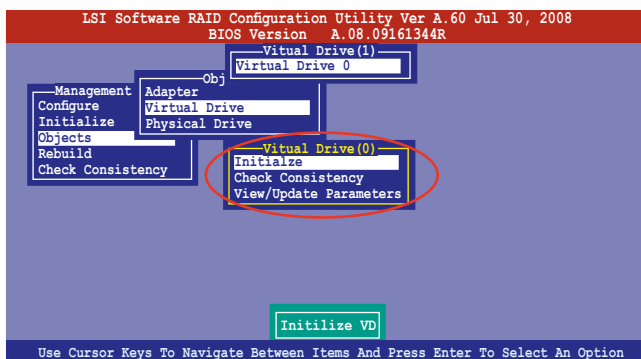 LSI Software RAID Configuration Utility Ver A.60 Jul 30, 2008
BIOS Version A.08.09161344R
Vitual Drive(1)
Virtual Drive 0
Obj
Adapter
Virtual Drive
Physical Drive
Management
Configure
Initialize
Objects
Rebuild
Check Consistency
Vitual Drive(0)
Initialze
Check Consistency
View/Update Parameters
Initilize VD
Use Cursor Keys To Navigate Between Items And Press Enter To Select An Option